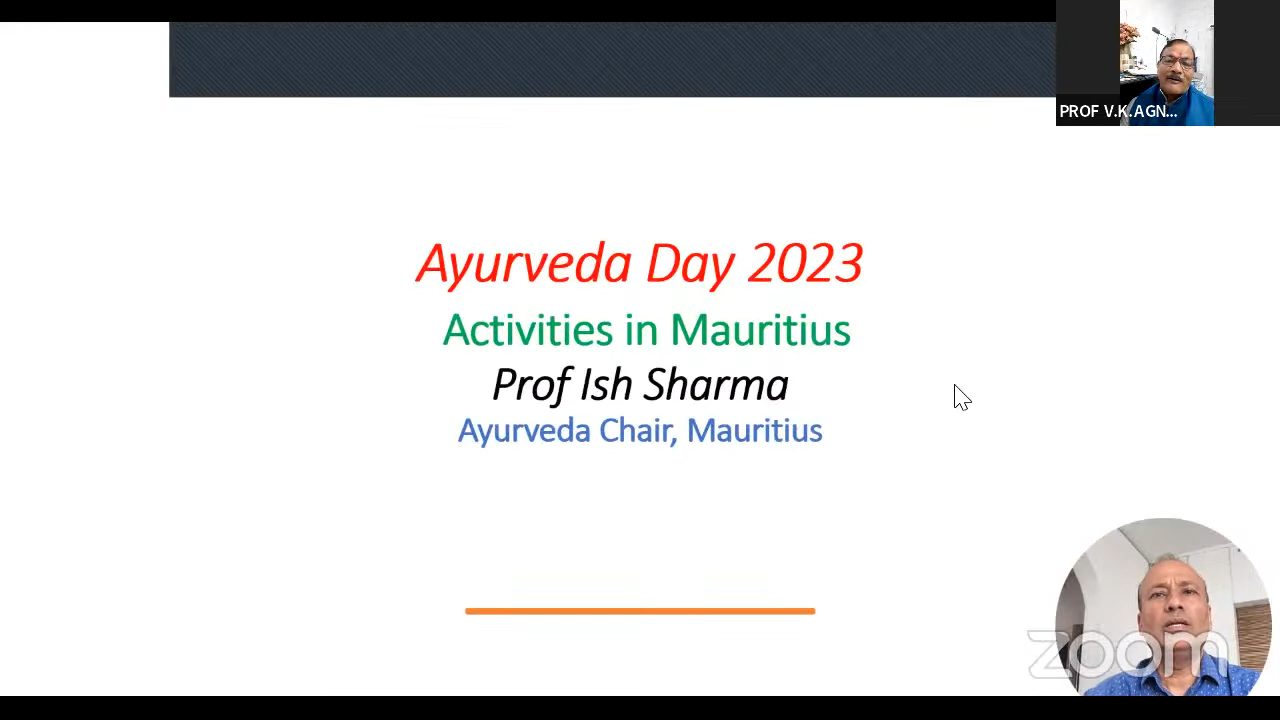 PROF V.K.AGN...
Ayurveda Day 2023
Activities in Mauritius
Prof Ish Sharma
Ayurveda Chair, Mauritius
zoom